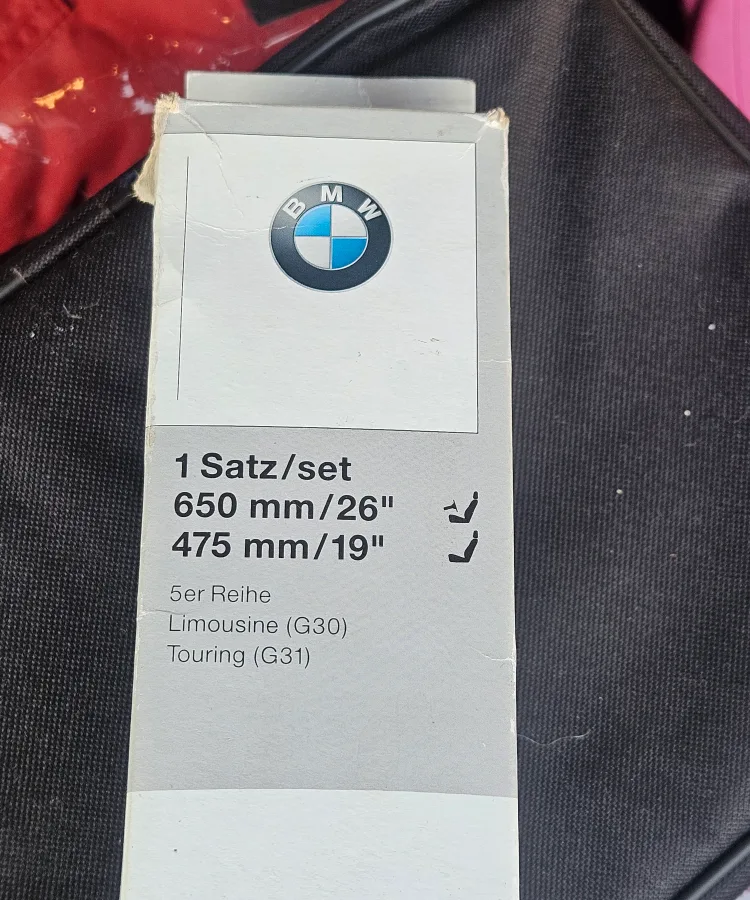 BMW
1 Satz/set
650 mm/26"
475 mm/19"
5er Reihe
Limousine (G30)
Touring (G31)